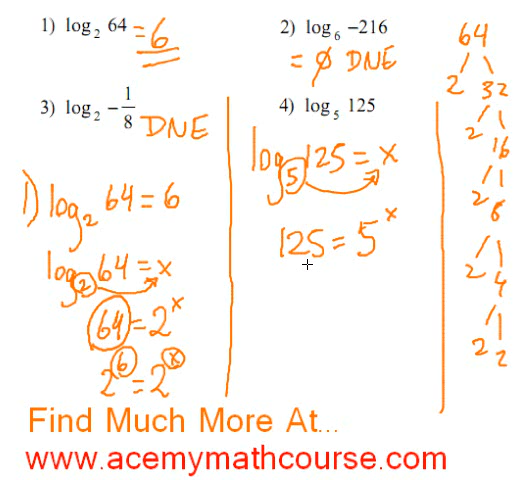 1) log₂ 64 = 6
2) log₆ −216
= ∅ DNE
3) log₂ −1/8 DNE
4) log₅ 125
1) log₂ 64 = 6
log₂ 64 = x
64 = 2ˣ
2⁶ = 2ˣ
log₅ 125 = x
125 = 5ˣ
64
2 32
2 16
2 8
2 4
2 2
Find Much More At...
www.acemymathcourse.com